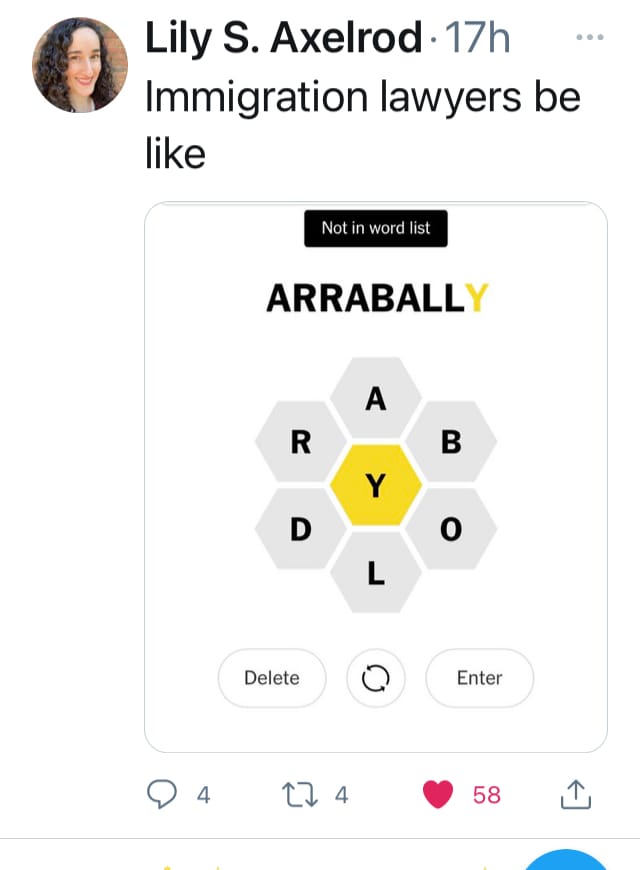 Lily S. Axelrod · 17h
Immigration lawyers be
like
Not in word list
ARRABALLY
A
R
B
Y
D
O
L
Delete
Enter
4
4
58